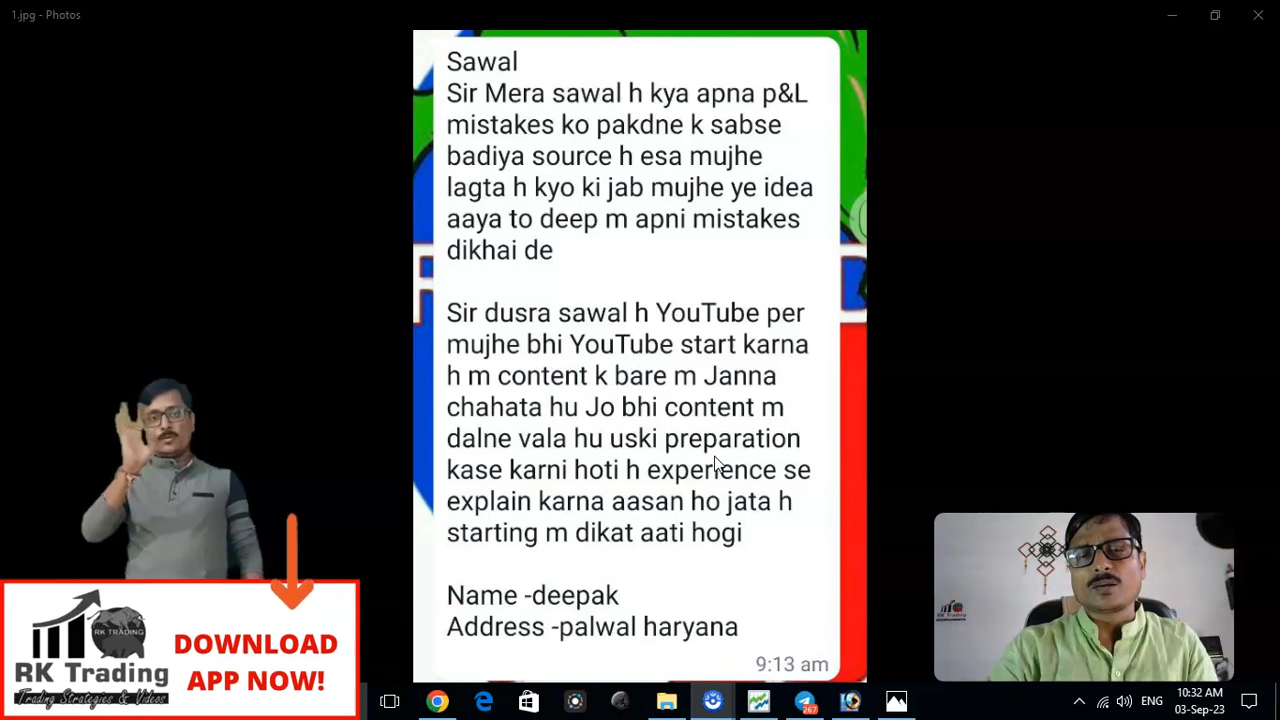 1.jpg - Photos
Sawal
Sir Mera sawal h kya apna p&L
mistakes ko pakdne k sabse
badiya source h esa mujhe
lagta h kyo ki jab mujhe ye idea
aaya to deep m apni mistakes
dikhai de
Sir dusra sawal h YouTube per
mujhe bhi YouTube start karna
h m content k bare m Janna
chahata hu Jo bhi content m
dalne vala hu uski preparation
kase karni hoti h experience se
explain karna aasan ho jata h
starting m dikat aati hogi
Name -deepak
Address -palwal haryana
9:13 am
RK TRADING
RK Trading
Trading Strategies & Videos
DOWNLOAD
APP NOW!
RK Trading
267
ENG
10:32 AM
03-Sep-23